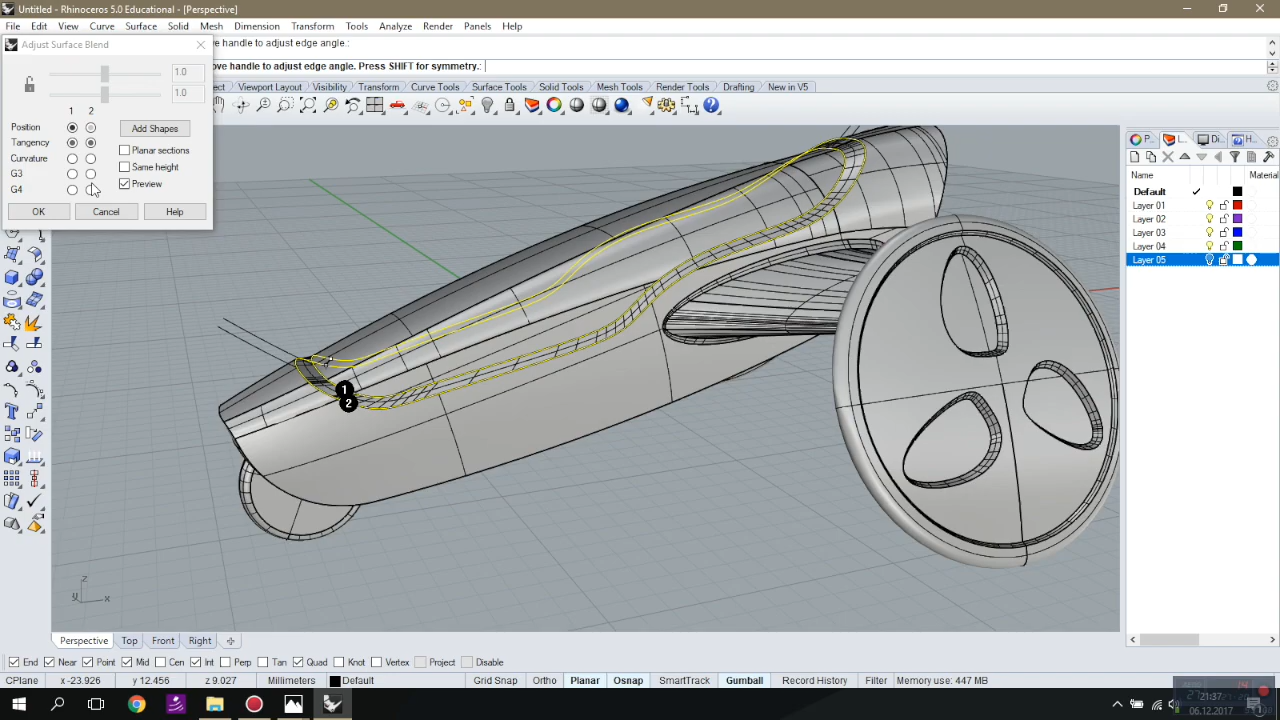 Untitled - Rhinoceros 5.0 Educational - [Perspective]
File Edit View Curve Surface Solid Mesh Dimension Transform Tools Analyze Render Panels Help
Adjust Surface Blend
ve handle to adjust edge angle.:
ove handle to adjust edge angle. Press SHIFT for symmetry.:
1.0
1.0
1 2
Position
Tangency
Curvature
G3
G4
Add Shapes
Planar sections
Same height
Preview
OK Cancel Help
ct Viewport Layout Visibility Transform Curve Tools Surface Tools Solid Tools Mesh Tools Render Tools Drafting New in V5
P... L... Di... H...
Name Material
Default
Layer 01
Layer 02
Layer 03
Layer 04
Layer 05
1
2
z
y x
Perspective Top Front Right
End Near Point Mid Cen Int Perp Tan Quad Knot Vertex Project Disable
CPlane x -23.926 y 12.456 z 9.027 Millimeters Default Grid Snap Ortho Planar Osnap SmartTrack Gumball Record History Filter Memory use: 447 MB
21:37
06.12.2017